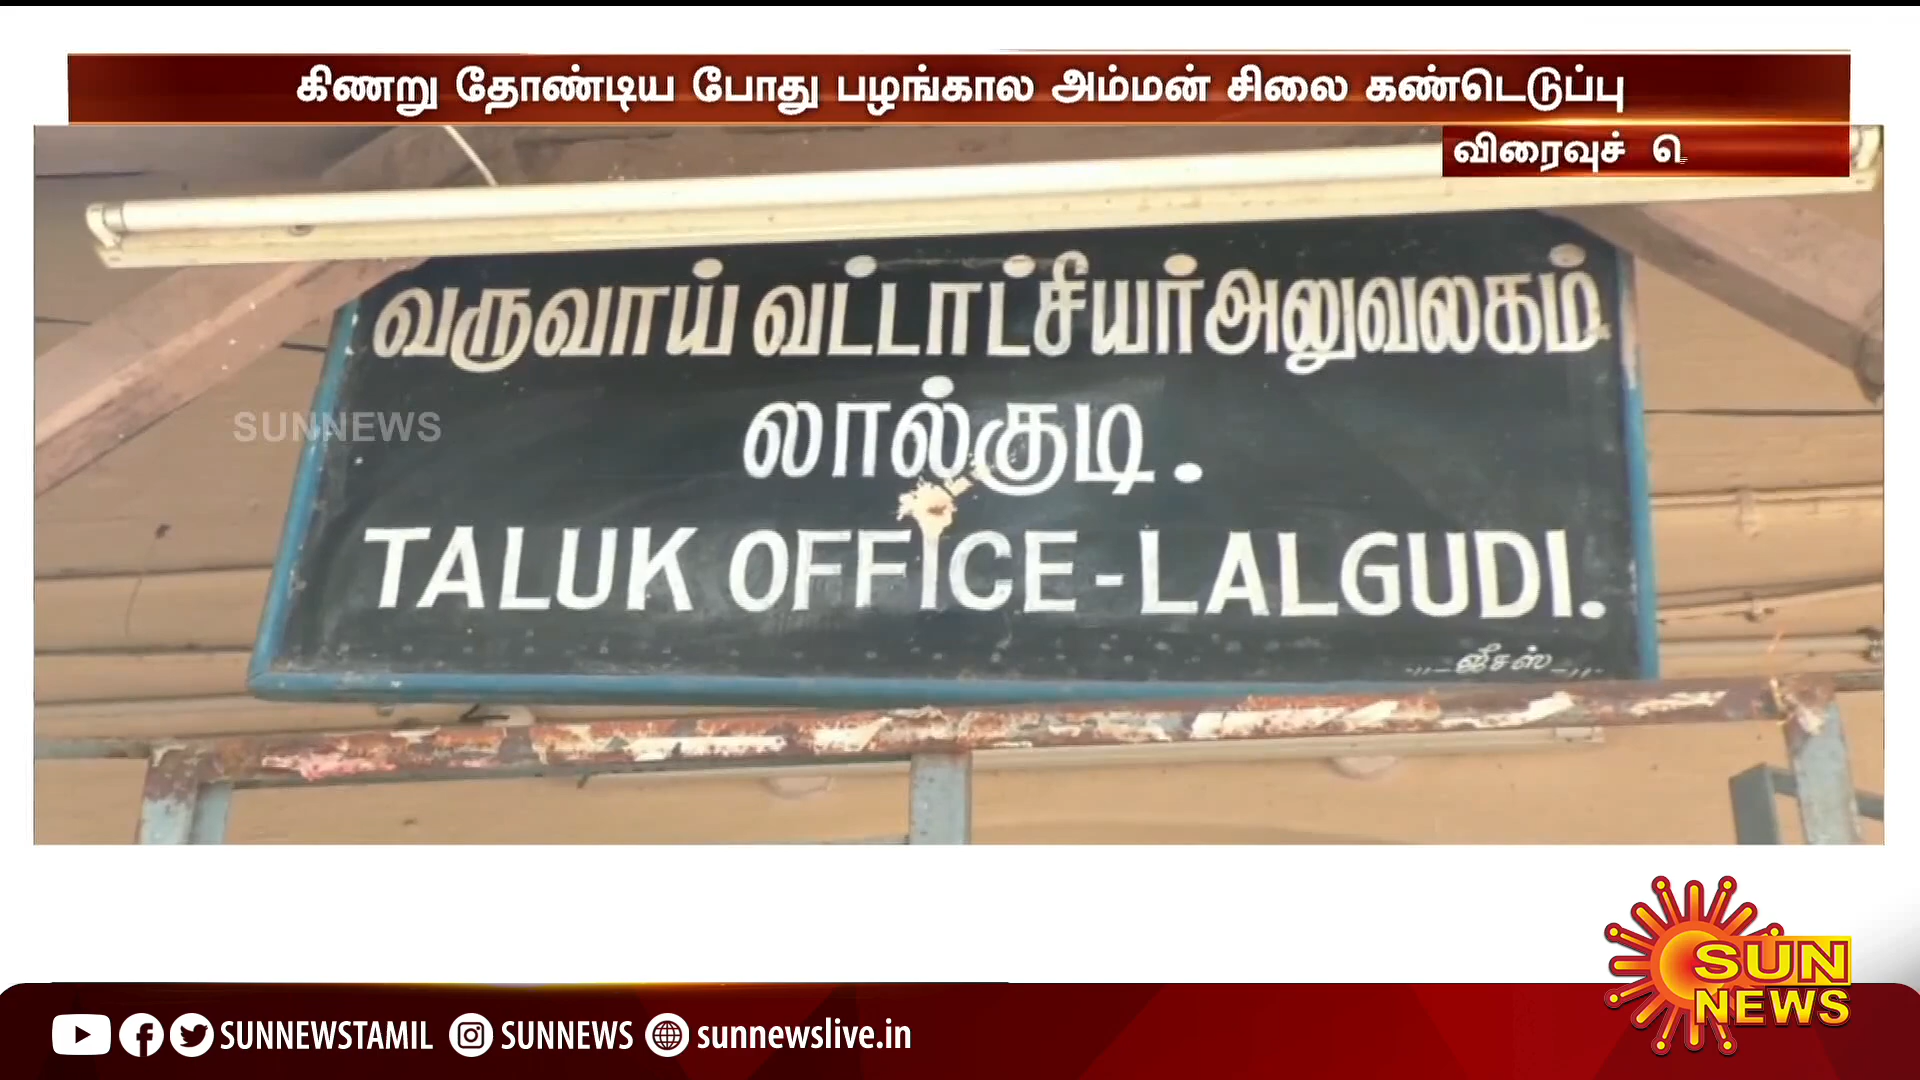 கிணறு தோண்டிய போது பழங்கால அம்மன் சிலை கண்டெடுப்பு
விரைவுச்
வருவாய் வட்டாட்சியர் அலுவலகம்
லால்குடி.
SUNNEWS
TALUK OFFICE-LALGUDI.
ஜீசஸ்
SUN
NEWS
SUNNEWSTAMIL SUNNEWS sunnewslive.in